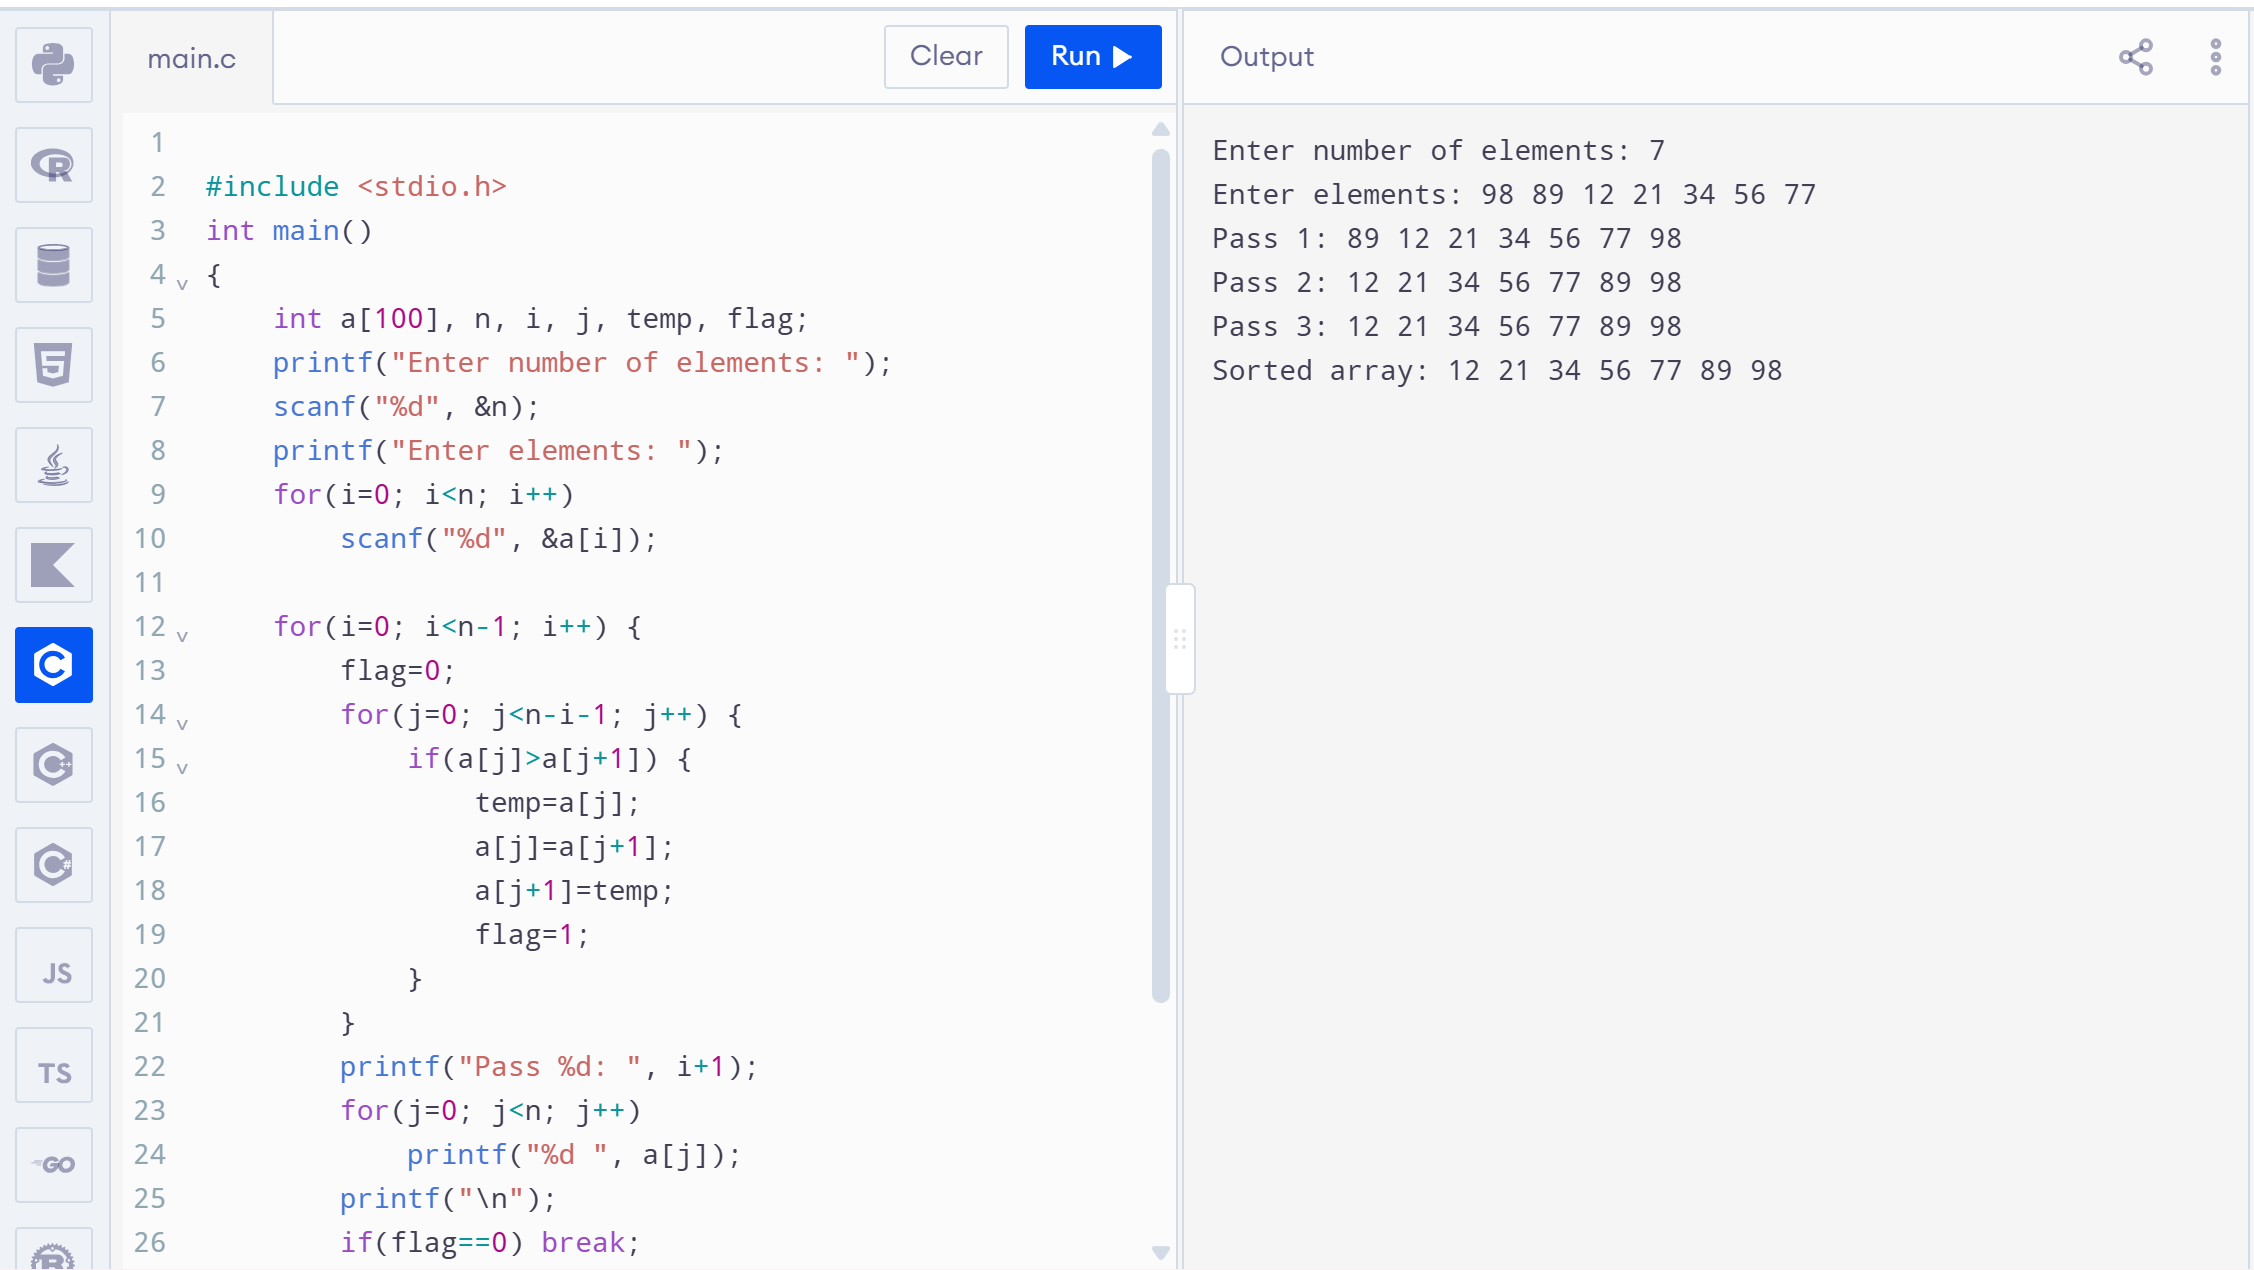 main.c
Clear
Run
Output
1
2 #include <stdio.h>
3 int main()
4 {
5     int a[100], n, i, j, temp, flag;
6     printf("Enter number of elements: ");
7     scanf("%d", &n);
8     printf("Enter elements: ");
9     for(i=0; i<n; i++)
10         scanf("%d", &a[i]);
11
12     for(i=0; i<n-1; i++) {
13         flag=0;
14         for(j=0; j<n-i-1; j++) {
15             if(a[j]>a[j+1]) {
16                 temp=a[j];
17                 a[j]=a[j+1];
18                 a[j+1]=temp;
19                 flag=1;
20             }
21         }
22         printf("Pass %d: ", i+1);
23         for(j=0; j<n; j++)
24             printf("%d ", a[j]);
25         printf("\n");
26         if(flag==0) break;
Enter number of elements: 7
Enter elements: 98 89 12 21 34 56 77
Pass 1: 89 12 21 34 56 77 98
Pass 2: 12 21 34 56 77 89 98
Pass 3: 12 21 34 56 77 89 98
Sorted array: 12 21 34 56 77 89 98
R
5
C
C++
C#
JS
TS
GO
R